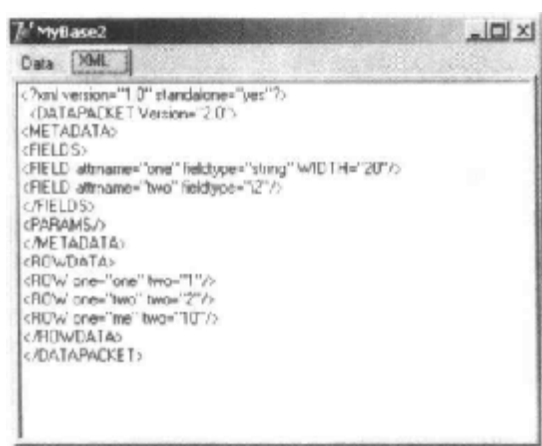 MyBase2
Data XML
<?xml version="1.0" standalone="yes"?>
<DATAPACKET Version="2.0">
<METADATA>
<FIELDS>
<FIELD attrname="one" fieldtype="string" WIDTH="20"/>
<FIELD attrname="two" fieldtype="i2"/>
</FIELDS>
<PARAMS/>
</METADATA>
<ROWDATA>
<ROW one="one" two="1"/>
<ROW one="two" two="2"/>
<ROW one="me" two="10"/>
</ROWDATA>
</DATAPACKET>